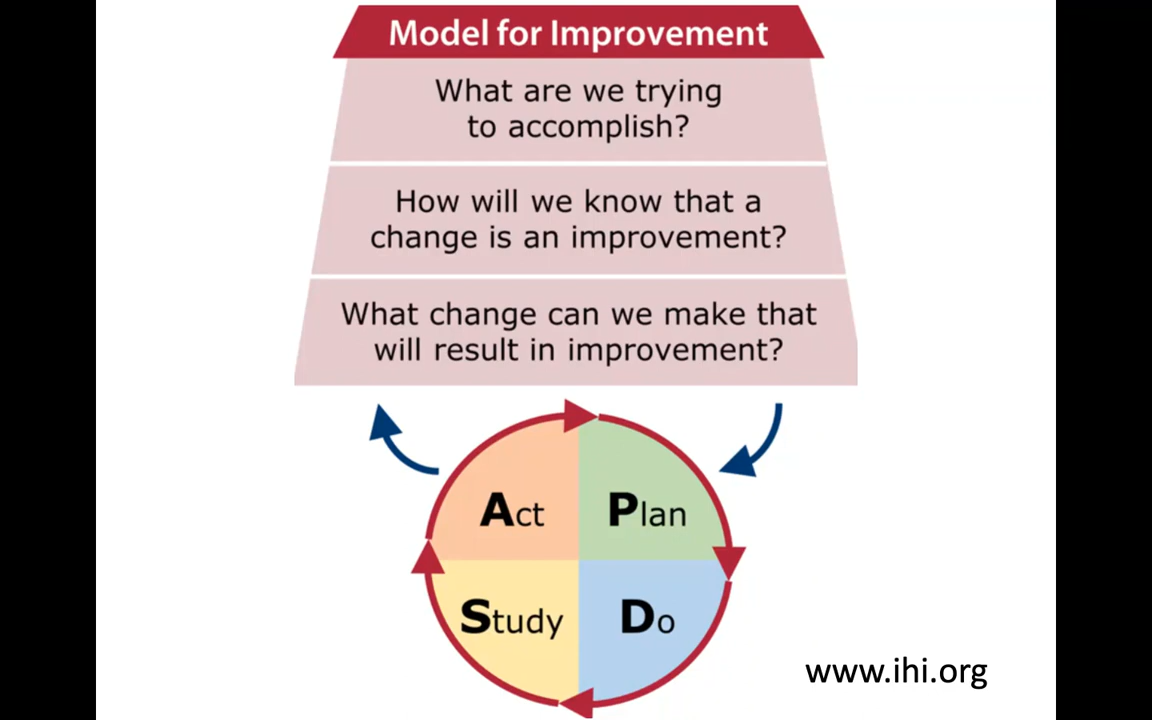 Model for Improvement
What are we trying
to accomplish?
How will we know that a
change is an improvement?
What change can we make that
will result in improvement?
Act
Plan
Study
Do
www.ihi.org